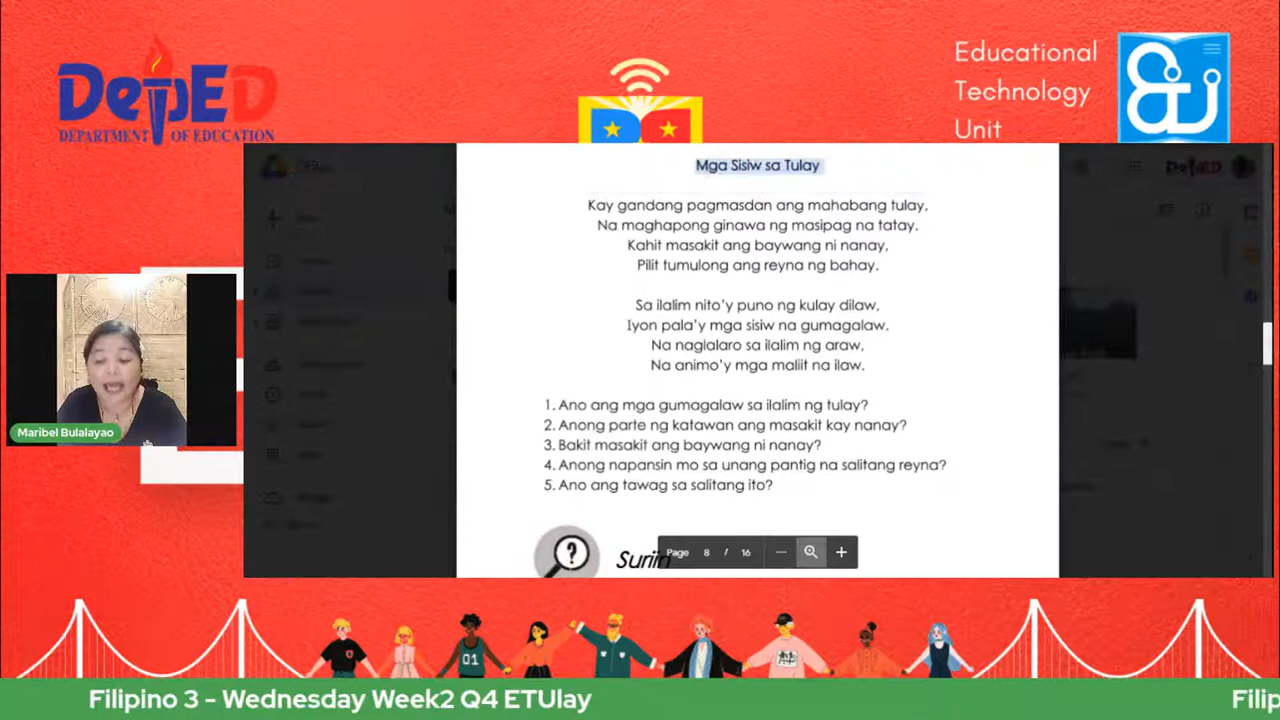 DepED
DEPARTMENT OF EDUCATION
Educational
Technology
Unit
Mga Sisiw sa Tulay
Kay gandang pagmasdan ang mahabang tulay,
Na maghapong ginawa ng masipag na tatay.
Kahit masakit ang baywang ni nanay,
Pilit tumulong ang reyna ng bahay.
Sa ilalim nito'y puno ng kulay dilaw,
Iyon pala'y mga sisiw na gumagalaw.
Na naglalaro sa ilalim ng araw,
Na animo'y mga maliit na ilaw.
1. Ano ang mga gumagalaw sa ilalim ng tulay?
2. Anong parte ng katawan ang masakit kay nanay?
3. Bakit masakit ang baywang ni nanay?
4. Anong napansin mo sa unang pantig na salitang reyna?
5. Ano ang tawag sa salitang ito?
Suriin
Page 8 / 16
Maribel Bulalayao
01
Filipino 3 - Wednesday Week2 Q4 ETUlay
Filip